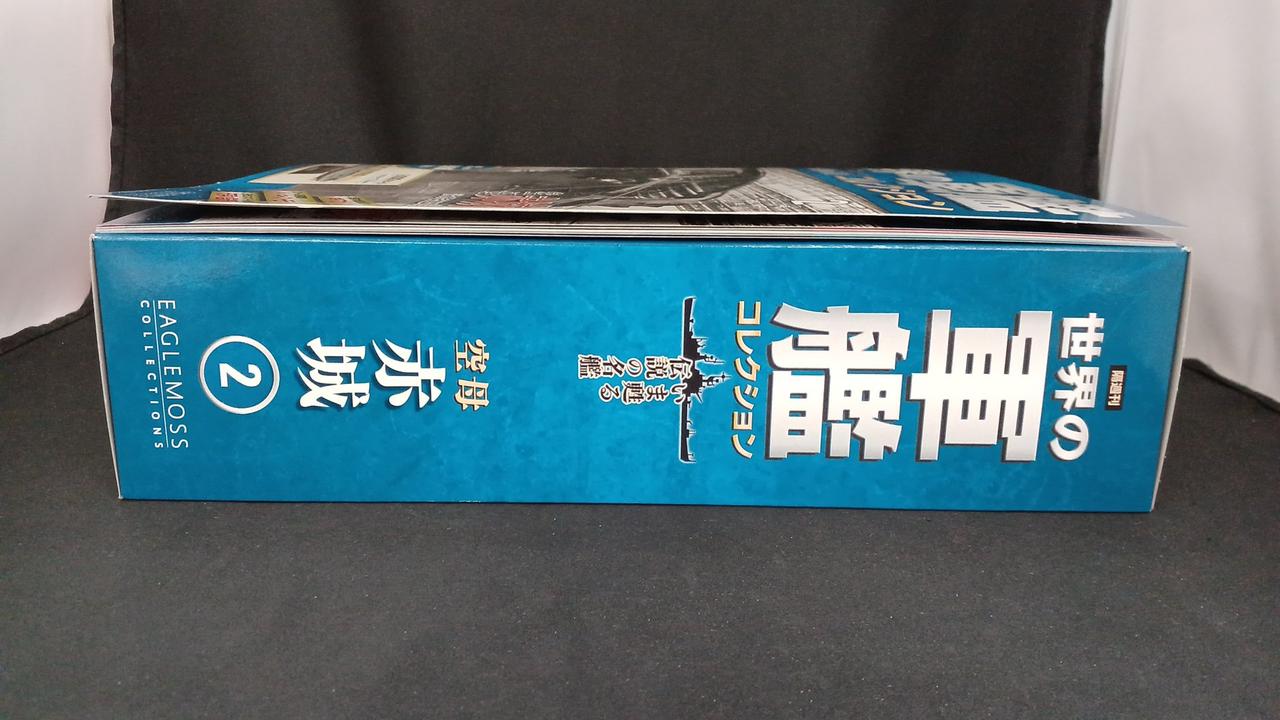 隔週刊
世界の
軍艦
コレクション
いま甦る
伝説の名艦
空母
赤城
2
EAGLEMOSS
COLLECTIONS